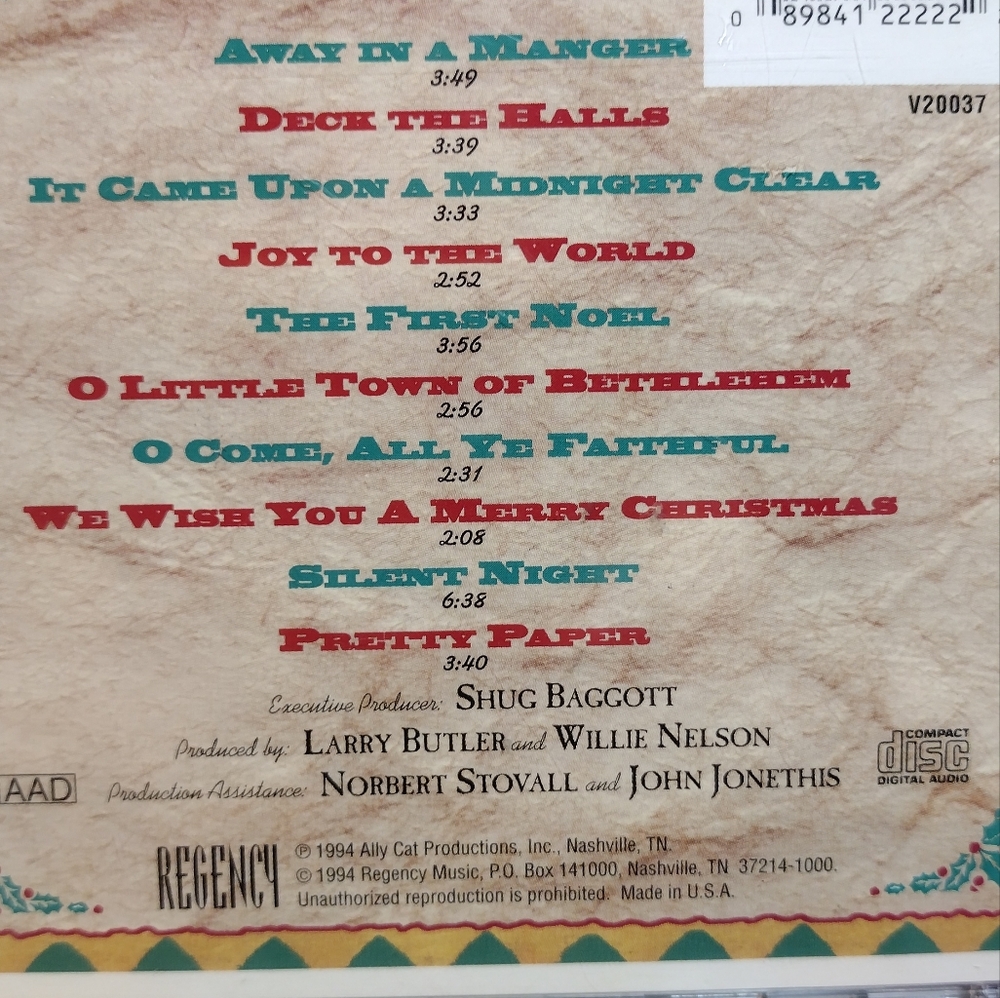 0 89841 22222
AWAY IN A MANGER
3:49
V20037
DECK THE HALLS
3:39
IT CAME UPON A MIDNIGHT CLEAR
3:33
JOY TO THE WORLD
2:52
THE FIRST NOEL
3:56
O LITTLE TOWN OF BETHLEHEM
2:56
O COME, ALL YE FAITHFUL
2:31
WE WISH YOU A MERRY CHRISTMAS
2:08
SILENT NIGHT
6:38
PRETTY PAPER
3:40
Executive Producer: SHUG BAGGOTT
Produced by: LARRY BUTLER and WILLIE NELSON
Production Assistance: NORBERT STOVALL and JOHN JONETHIS
AAD
COMPACT
disc
DIGITAL AUDIO
REGENCY
℗ 1994 Ally Cat Productions, Inc., Nashville, TN.
© 1994 Regency Music, P.O. Box 141000, Nashville, TN 37214-1000.
Unauthorized reproduction is prohibited. Made in U.S.A.